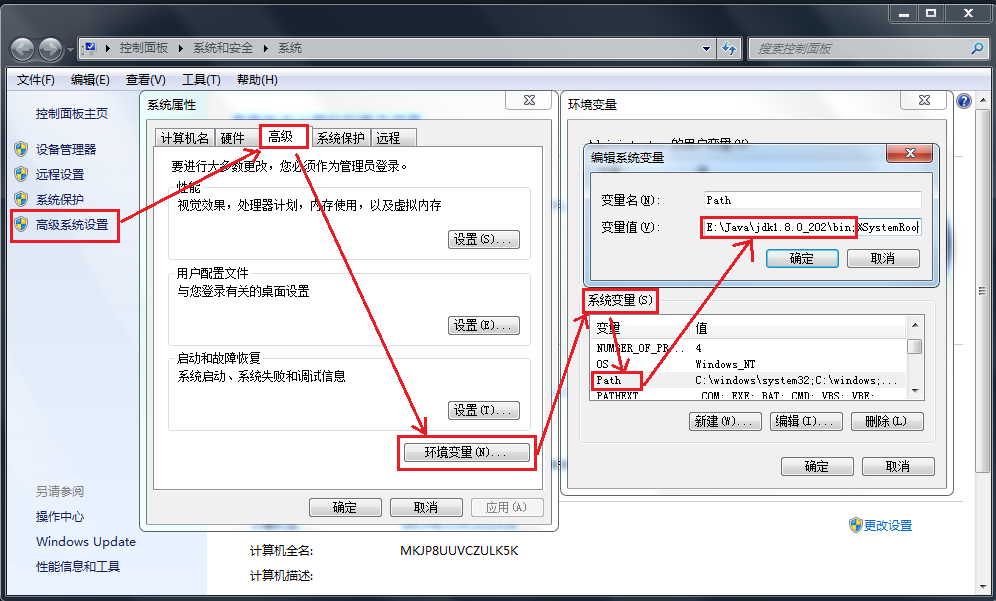 控制面板 ▸ 系统和安全 ▸ 系统
搜索控制面板
文件(F) 编辑(E) 查看(V) 工具(T) 帮助(H)
控制面板主页
设备管理器
远程设置
系统保护
高级系统设置
另请参阅
操作中心
Windows Update
性能信息和工具
系统属性
计算机名 硬件 高级 系统保护 远程
要进行大多数更改，您必须作为管理员登录。
性能
视觉效果，处理器计划，内存使用，以及虚拟内存
设置(S)...
用户配置文件
与您登录有关的桌面设置
设置(E)...
启动和故障恢复
系统启动、系统失败和调试信息
设置(T)...
环境变量(N)...
确定 取消 应用(A)
环境变量
的用户变量(U)
编辑系统变量
变量名(N): Path
变量值(V): E:\Java\jdk1.8.0_202\bin;%SystemRoo
确定 取消
系统变量(S)
变量 值
NUMBER_OF_PR... 4
OS Windows_NT
Path C:\windows\system32;C:\windows;...
PATHEXT .COM;.EXE;.BAT;.CMD;.VBS;.VBE;
新建(W)... 编辑(I)... 删除(L)
确定 取消
更改设置
计算机全名: MKJP8UUVCZULK5K
计算机描述: